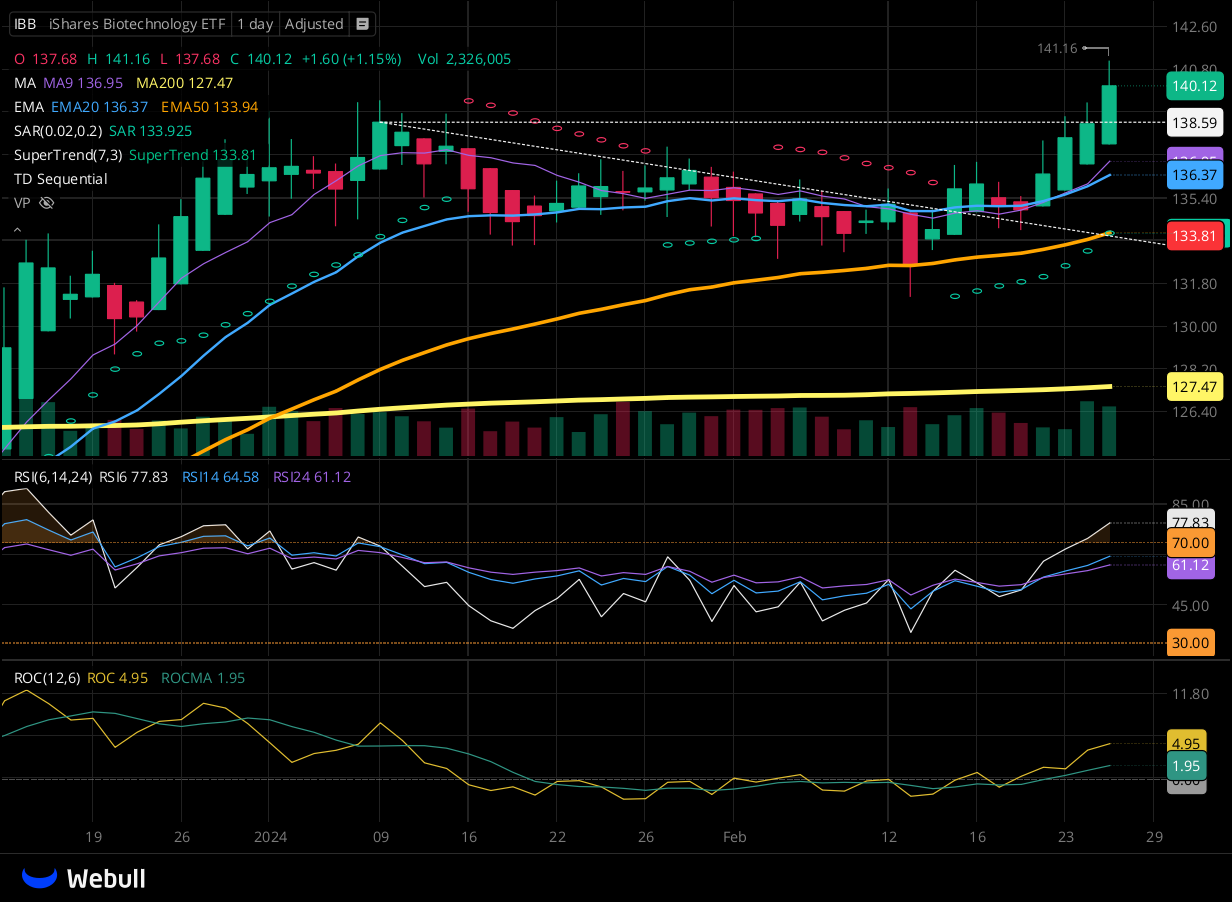 IBB iShares Biotechnology ETF 1 day Adjusted
142.60
141.16
O 137.68 H 141.16 L 137.68 C 140.12 +1.60 (+1.15%) Vol 2,326,005
140.80
MA MA9 136.95 MA200 127.47
140.12
EMA EMA20 136.37 EMA50 133.94
138.59
SAR(0.02,0.2) SAR 133.925
SuperTrend(7,3) SuperTrend 133.81
TD Sequential
136.37
VP
135.40
133.81
131.80
130.00
128.20
127.47
126.40
RSI(6,14,24) RSI6 77.83 RSI14 64.58 RSI24 61.12
85.00
77.83
70.00
61.12
45.00
30.00
ROC(12,6) ROC 4.95 ROCMA 1.95
11.80
4.95
1.95
0.00
19 26 2024 09 16 22 26 Feb 12 16 23 29
Webull